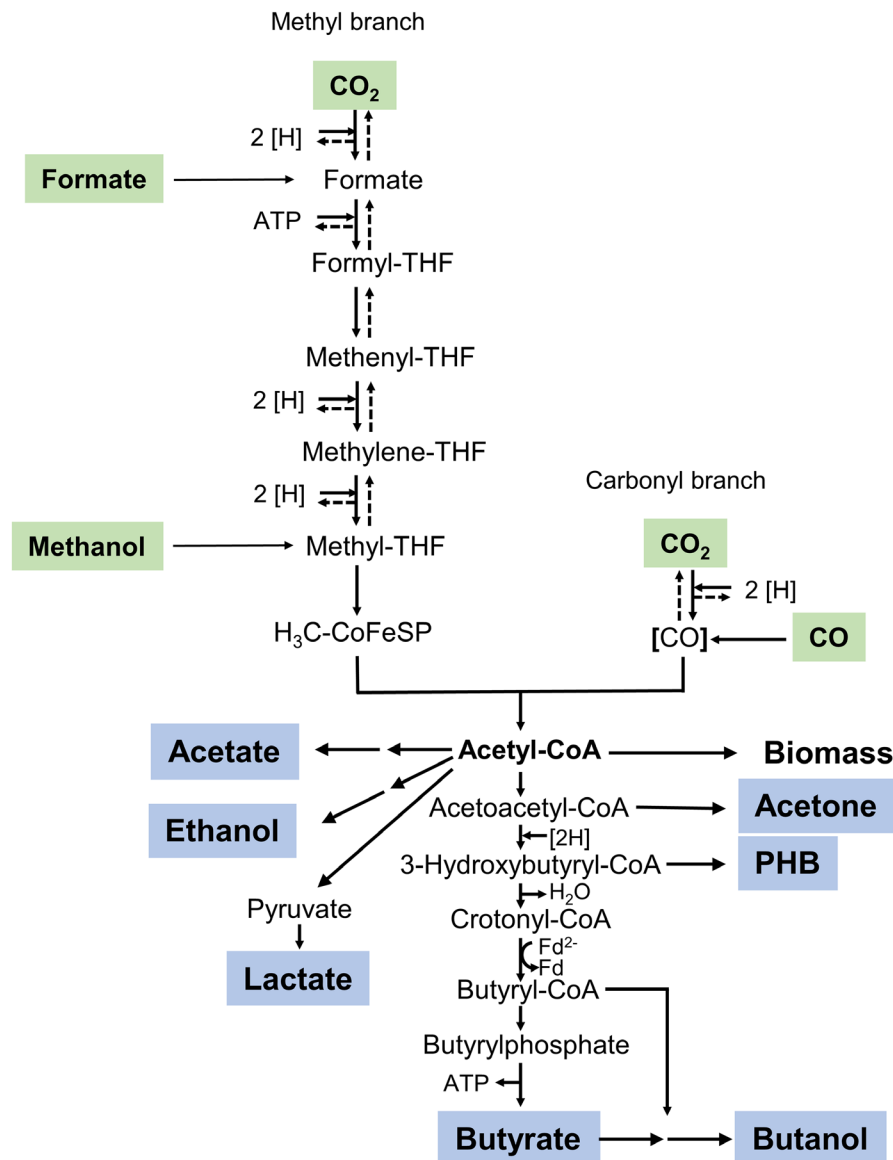 Methyl branch
CO₂
2 [H]
Formate
Formate
ATP
Formyl-THF
Methenyl-THF
2 [H]
Methylene-THF
2 [H]
Carbonyl branch
Methanol
Methyl-THF
CO₂
2 [H]
H₃C-CoFeSP
[CO]
CO
Acetate
Acetyl-CoA
Biomass
Ethanol
Acetoacetyl-CoA
Acetone
[2H]
3-Hydroxybutyryl-CoA
PHB
H₂O
Pyruvate
Crotonyl-CoA
Fd²⁻
Fd
Lactate
Butyryl-CoA
Butyrylphosphate
ATP
Butyrate
Butanol